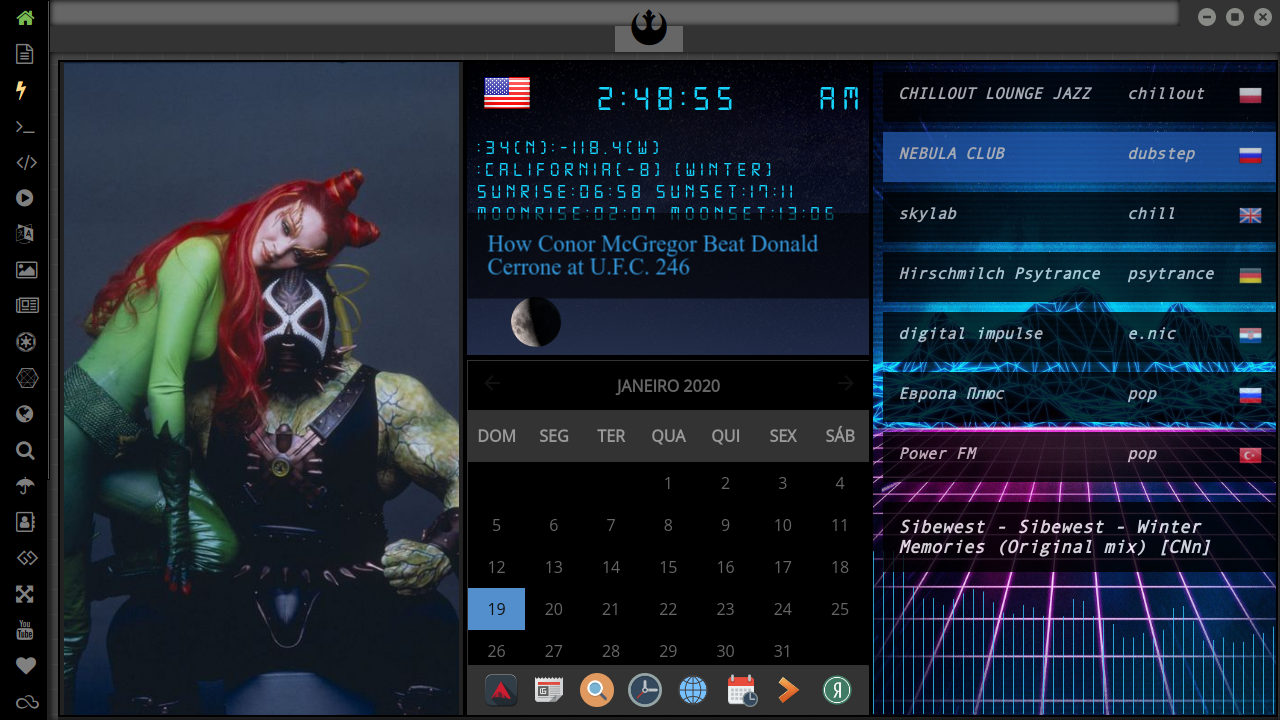 2:48:55 AM
:34(N):-118.4(W)
:CALIFORNIA[-8] [WINTER]
SUNRISE:06:58 SUNSET:17:11
MOONRISE:02:07 MOONSET:13:06
How Conor McGregor Beat Donald
Cerrone at U.F.C. 246
JANEIRO 2020
DOM SEG TER QUA QUI SEX SÁB
1 2 3 4
5 6 7 8 9 10 11
12 13 14 15 16 17 18
19 20 21 22 23 24 25
26 27 28 29 30 31
Я
CHILLOUT LOUNGE JAZZ chillout
NEBULA CLUB dubstep
skylab chill
Hirschmilch Psytrance psytrance
digital impulse e.nic
Европа Плюс pop
Power FM pop
Sibewest - Sibewest - Winter
Memories (Original mix) [CNn]
You
Tube